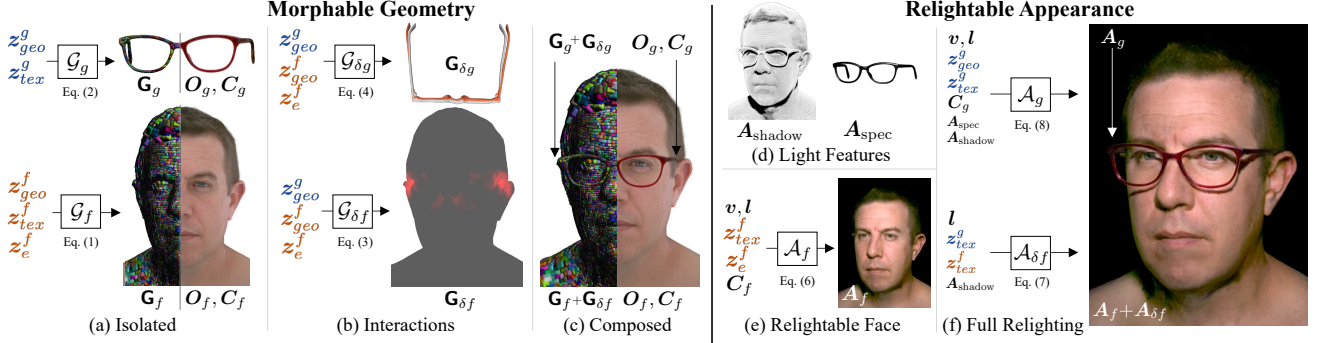 Morphable Geometry
z^g_geo
z^g_tex
𝒢_g
Eq. (2)
G_g
O_g, C_g
z^f_geo
z^f_tex
z^f_e
𝒢_f
Eq. (1)
G_f
O_f, C_f
(a) Isolated
z^g_geo
z^f_geo
z^f_e
𝒢_δg
Eq. (4)
G_δg
z^g_geo
z^f_geo
z^f_e
𝒢_δf
Eq. (3)
G_δf
(b) Interactions
G_g+G_δg
O_g, C_g
G_f+G_δf
O_f, C_f
(c) Composed
Relightable Appearance
A_shadow
A_spec
(d) Light Features
v, l
z^f_tex
z^f_e
C_f
𝒜_f
Eq. (6)
A_f
(e) Relightable Face
v, l
z^g_geo
z^g_tex
C_g
A_spec
A_shadow
𝒜_g
Eq. (8)
A_g
l
z^g_tex
z^f_tex
A_shadow
𝒜_δf
Eq. (7)
A_f+A_δf
(f) Full Relighting